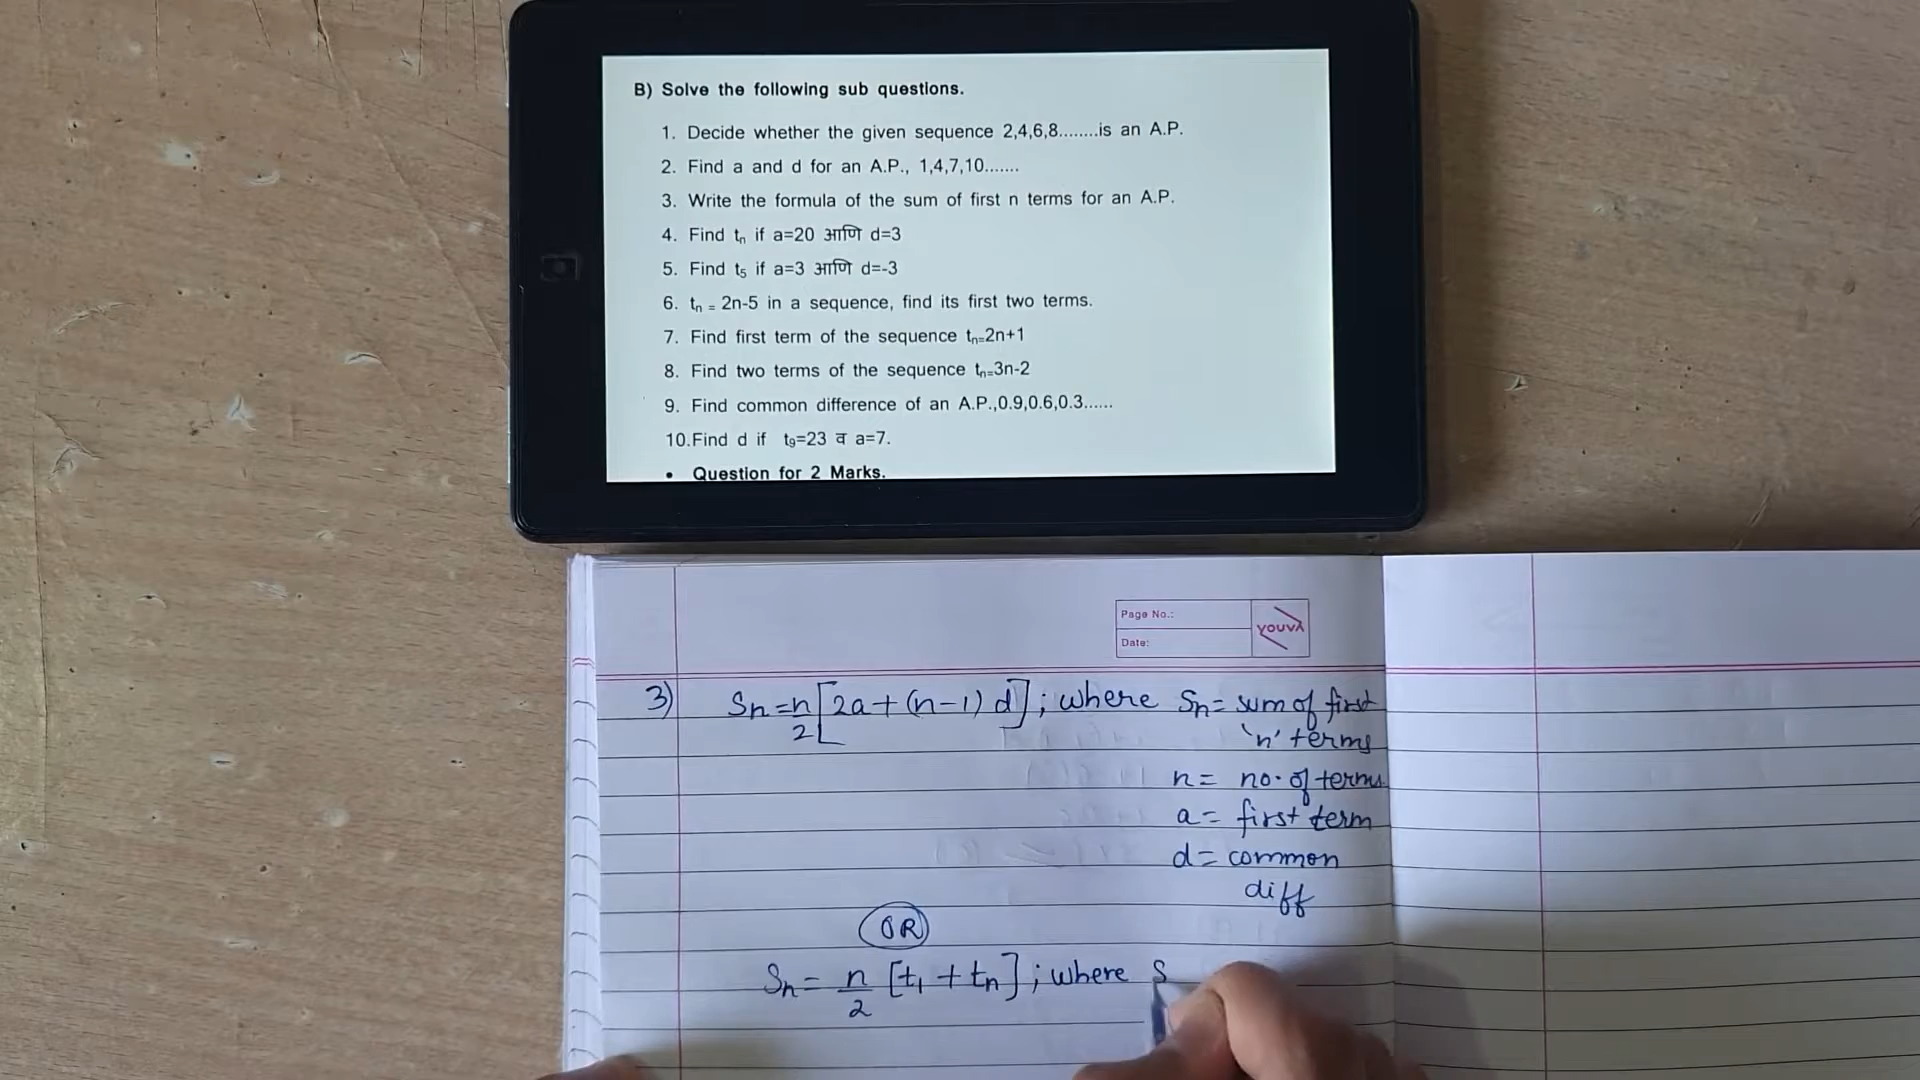 B) Solve the following sub questions.
1. Decide whether the given sequence 2,4,6,8........is an A.P.
2. Find a and d for an A.P., 1,4,7,10.......
3. Write the formula of the sum of first n terms for an A.P.
4. Find tn if a=20 आणि d=3
5. Find t5 if a=3 आणि d=-3
6. tn = 2n-5 in a sequence, find its first two terms.
7. Find first term of the sequence tn=2n+1
8. Find two terms of the sequence tn=3n-2
9. Find common difference of an A.P.,0.9,0.6,0.3......
10.Find d if t9=23 व a=7.
• Question for 2 Marks.
Page No.:
Date:
YOUVA
3) Sn = n/2 [2a + (n-1) d] ; where Sn = sum of first
'n' terms
n = no. of terms
a = first term
d = common
diff
OR
Sn = n/2 [t1 + tn] ; where S